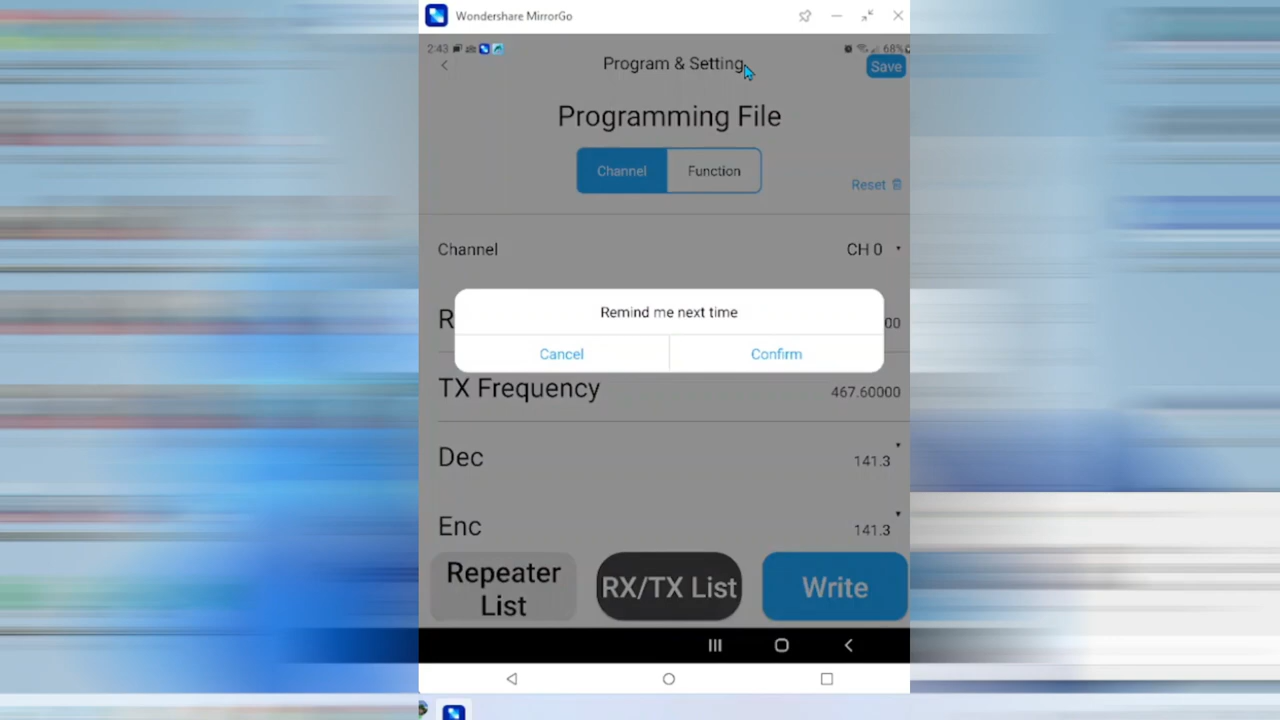 Wondershare MirrorGo
2:43
68%
Program & Setting
Save
Programming File
Channel
Function
Reset
Channel
CH 0
R
00
Remind me next time
Cancel
Confirm
TX Frequency
467.60000
Dec
141.3
Enc
141.3
Repeater
List
RX/TX List
Write